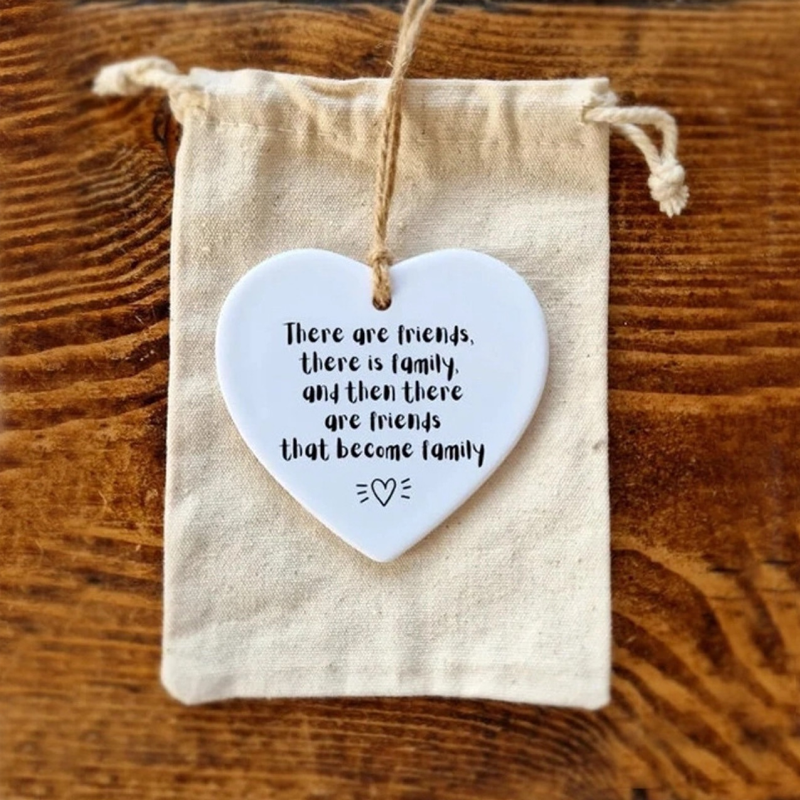 There are friends,
there is family,
and then there
are friends
that become family